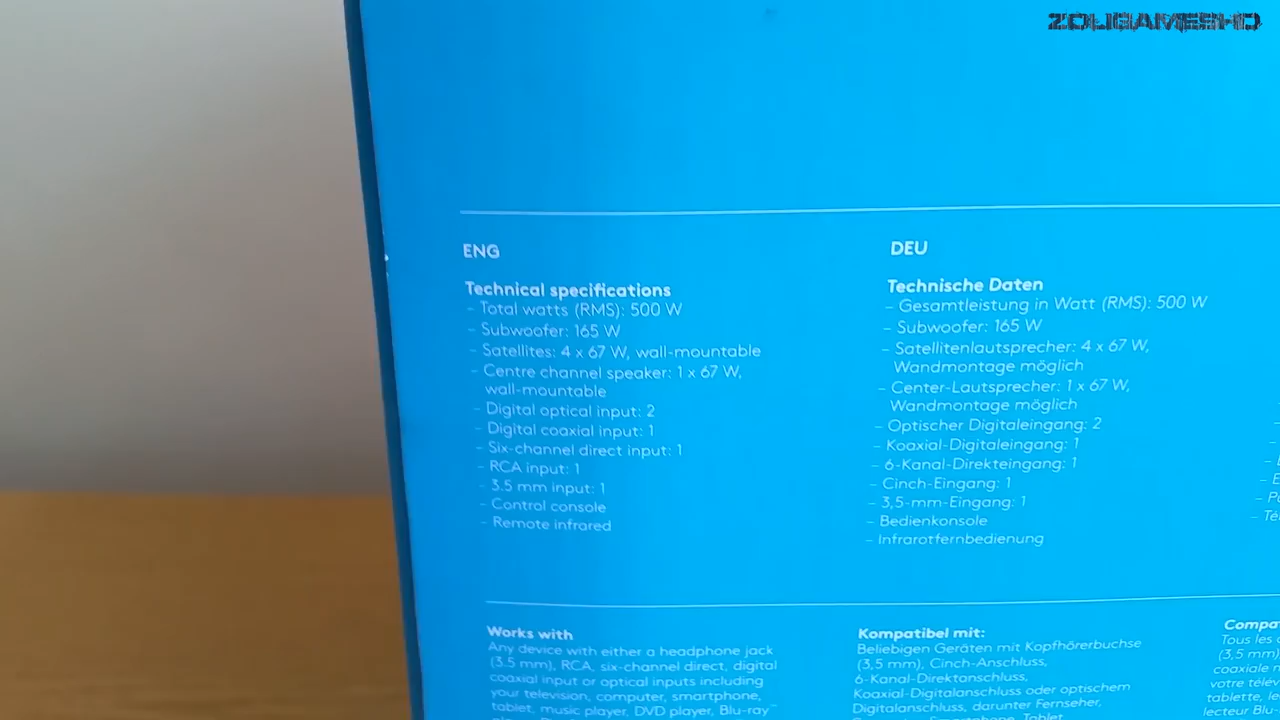 ZOLIGAMESHD
ENG
Technical specifications
- Total watts (RMS): 500 W
- Subwoofer: 165 W
- Satellites: 4 x 67 W, wall-mountable
- Centre channel speaker: 1 x 67 W,
wall-mountable
- Digital optical input: 2
- Digital coaxial input: 1
- Six-channel direct input: 1
- RCA input: 1
- 3.5 mm input: 1
- Control console
- Remote infrared
DEU
Technische Daten
- Gesamtleistung in Watt (RMS): 500 W
- Subwoofer: 165 W
- Satellitenlautsprecher: 4 x 67 W,
Wandmontage möglich
- Center-Lautsprecher: 1 x 67 W,
Wandmontage möglich
- Optischer Digitaleingang: 2
- Koaxial-Digitaleingang: 1
- 6-Kanal-Direkteingang: 1
- Cinch-Eingang: 1
- 3,5-mm-Eingang: 1
- Bedienkonsole
- Infrarotfernbedienung
Works with
Any device with either a headphone jack
(3.5 mm), RCA, six-channel direct, digital
coaxial input or optical inputs including
your television, computer, smartphone,
tablet, music player, DVD player, Blu-ray™
Kompatibel mit:
Beliebigen Geräten mit Kopfhörerbuchse
(3,5 mm), Cinch-Anschluss,
6-Kanal-Direktanschluss,
Koaxial-Digitalanschluss oder optischem
Digitalanschluss, darunter Fernseher,
Smartphone, Tablet
Tous les
(3,5 mm)
coaxiale
votre
tablette,
lecteur Blu-